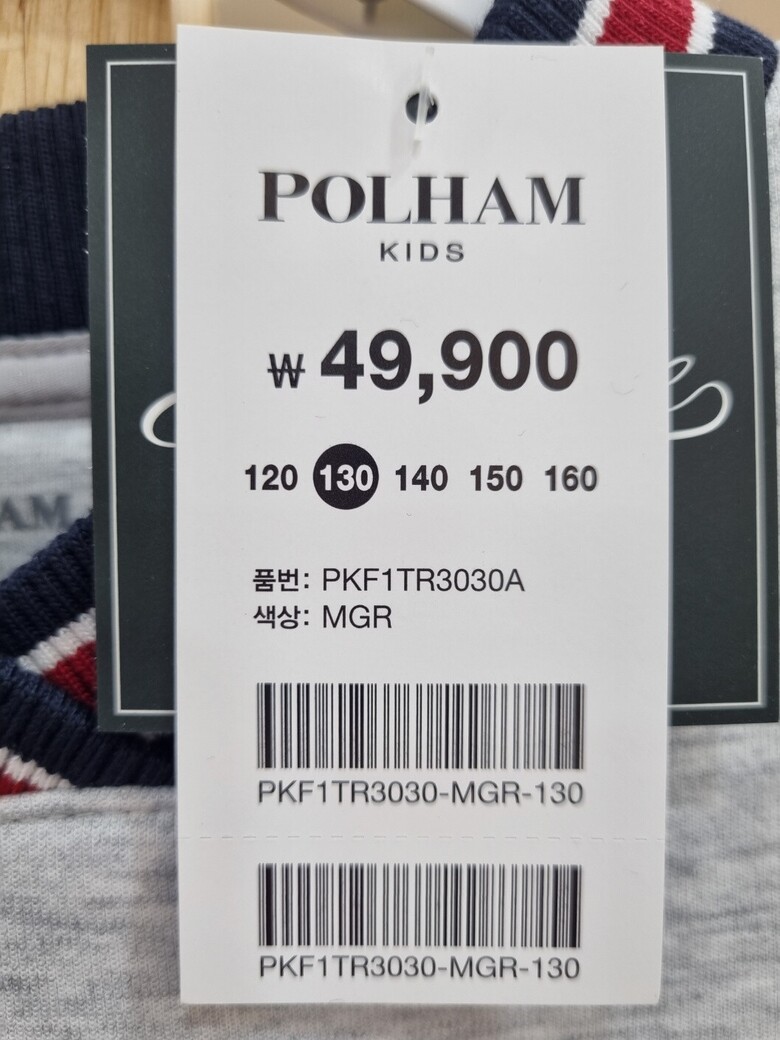 POLHAM
KIDS
₩ 49,900
120 130 140 150 160
품번: PKF1TR3030A
색상: MGR
PKF1TR3030-MGR-130
PKF1TR3030-MGR-130
AM